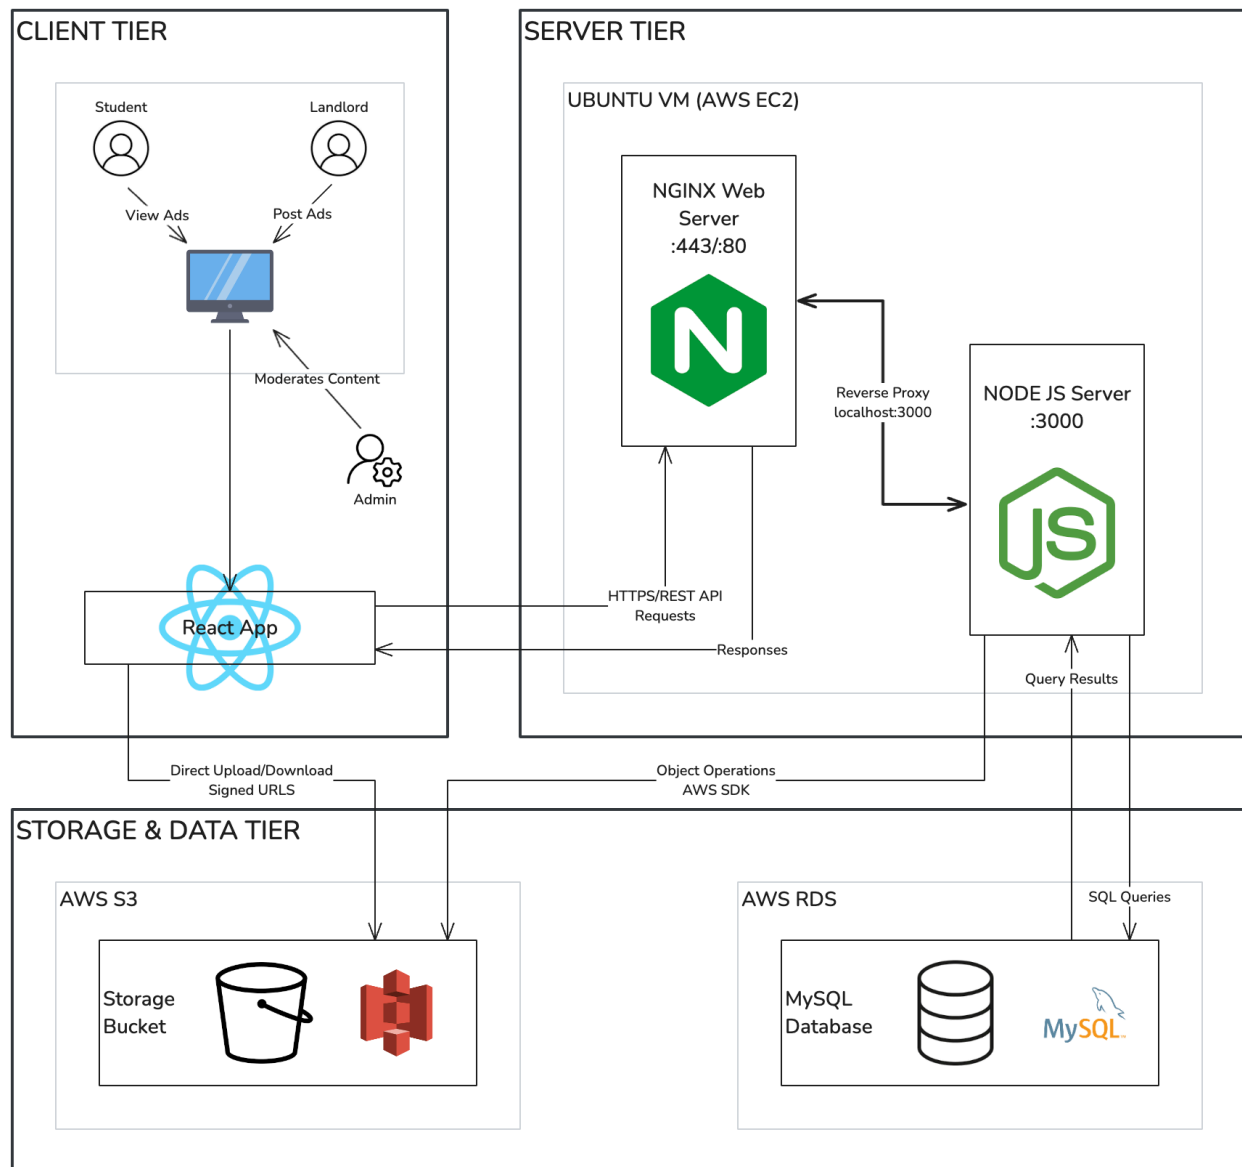 CLIENT TIER
Student
Landlord
View Ads
Post Ads
Moderates Content
Admin
React App
SERVER TIER
UBUNTU VM (AWS EC2)
NGINX Web
Server
:443/:80
Reverse Proxy
localhost:3000
NODE JS Server
:3000
JS
HTTPS/REST API
Requests
Responses
Query Results
Direct Upload/Download
Signed URLS
Object Operations
AWS SDK
STORAGE & DATA TIER
AWS S3
Storage
Bucket
AWS RDS
SQL Queries
MySQL
Database
MySQL